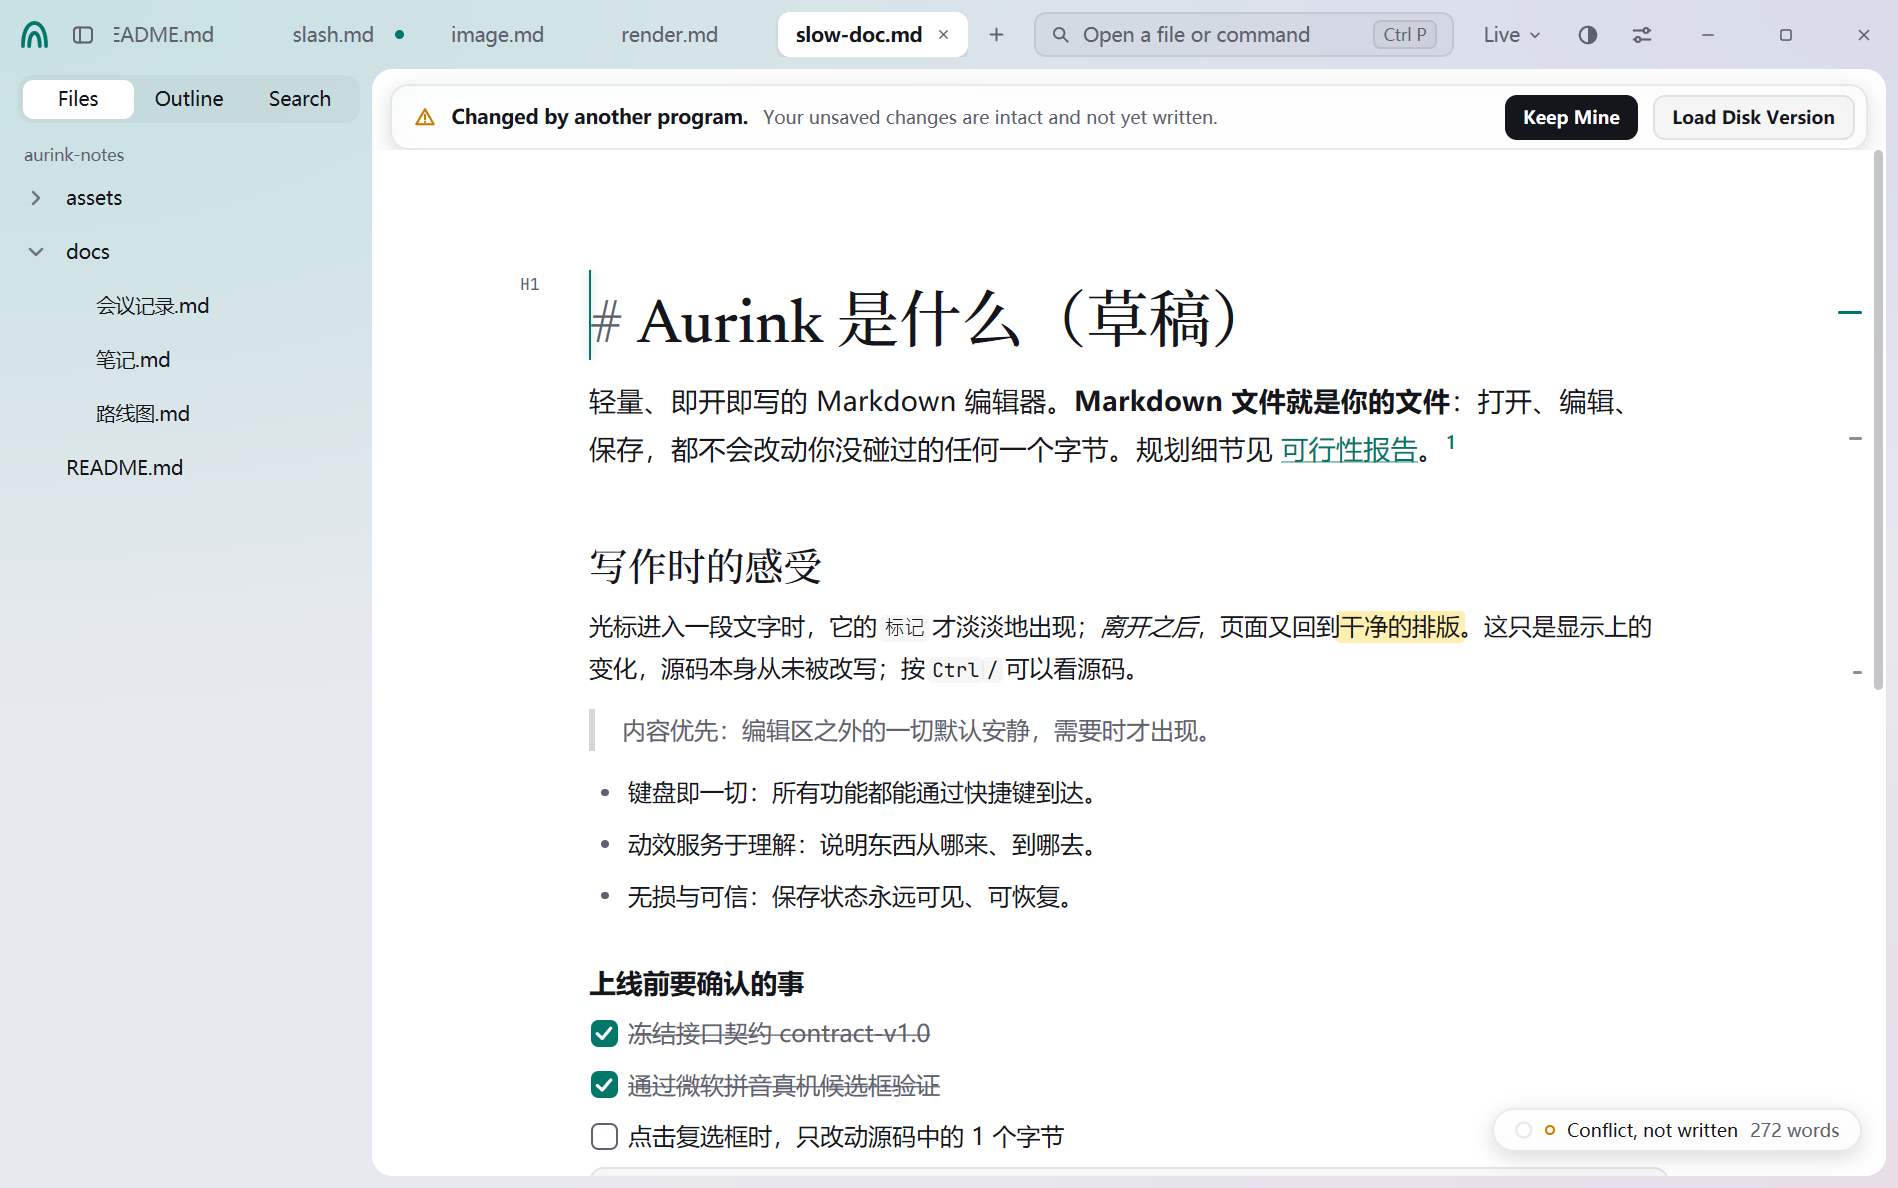 EADME.md
slash.md
image.md
render.md
slow-doc.md
Open a file or command
Ctrl P
Live
Files
Outline
Search
aurink-notes
assets
docs
会议记录.md
笔记.md
路线图.md
README.md
Changed by another program. Your unsaved changes are intact and not yet written.
Keep Mine
Load Disk Version
H1
# Aurink 是什么（草稿）
轻量、即开即写的 Markdown 编辑器。Markdown 文件就是你的文件：打开、编辑、
保存，都不会改动你没碰过的任何一个字节。规划细节见 可行性报告。1
写作时的感受
光标进入一段文字时，它的 标记 才淡淡地出现；离开之后，页面又回到干净的排版。这只是显示上的
变化，源码本身从未被改写；按 Ctrl / 可以看源码。
内容优先：编辑区之外的一切默认安静，需要时才出现。
• 键盘即一切：所有功能都能通过快捷键到达。
• 动效服务于理解：说明东西从哪来、到哪去。
• 无损与可信：保存状态永远可见、可恢复。
上线前要确认的事
冻结接口契约 contract-v1.0
通过微软拼音真机候选框验证
点击复选框时，只改动源码中的 1 个字节
Conflict, not written 272 words